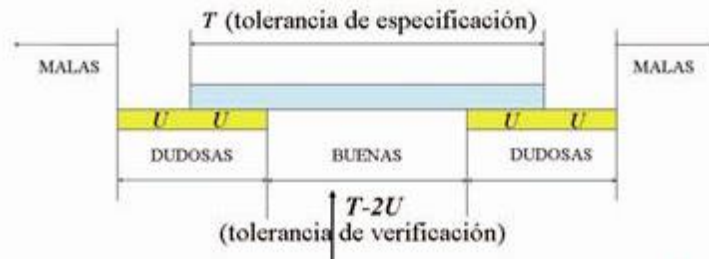 T (tolerancia de especificación)
MALAS
MALAS
U U
U U
DUDOSAS
BUENAS
DUDOSAS
T-2U
(tolerancia de verificación)